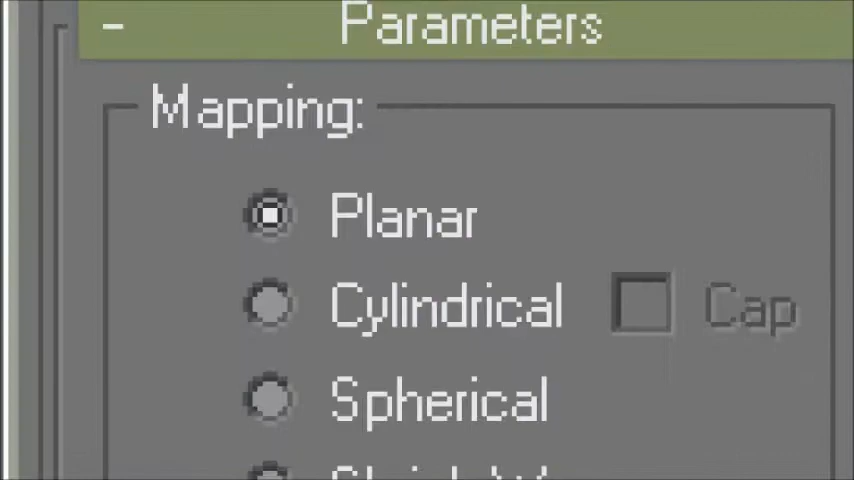 - Parameters
Mapping:
Planar
Cylindrical Cap
Spherical